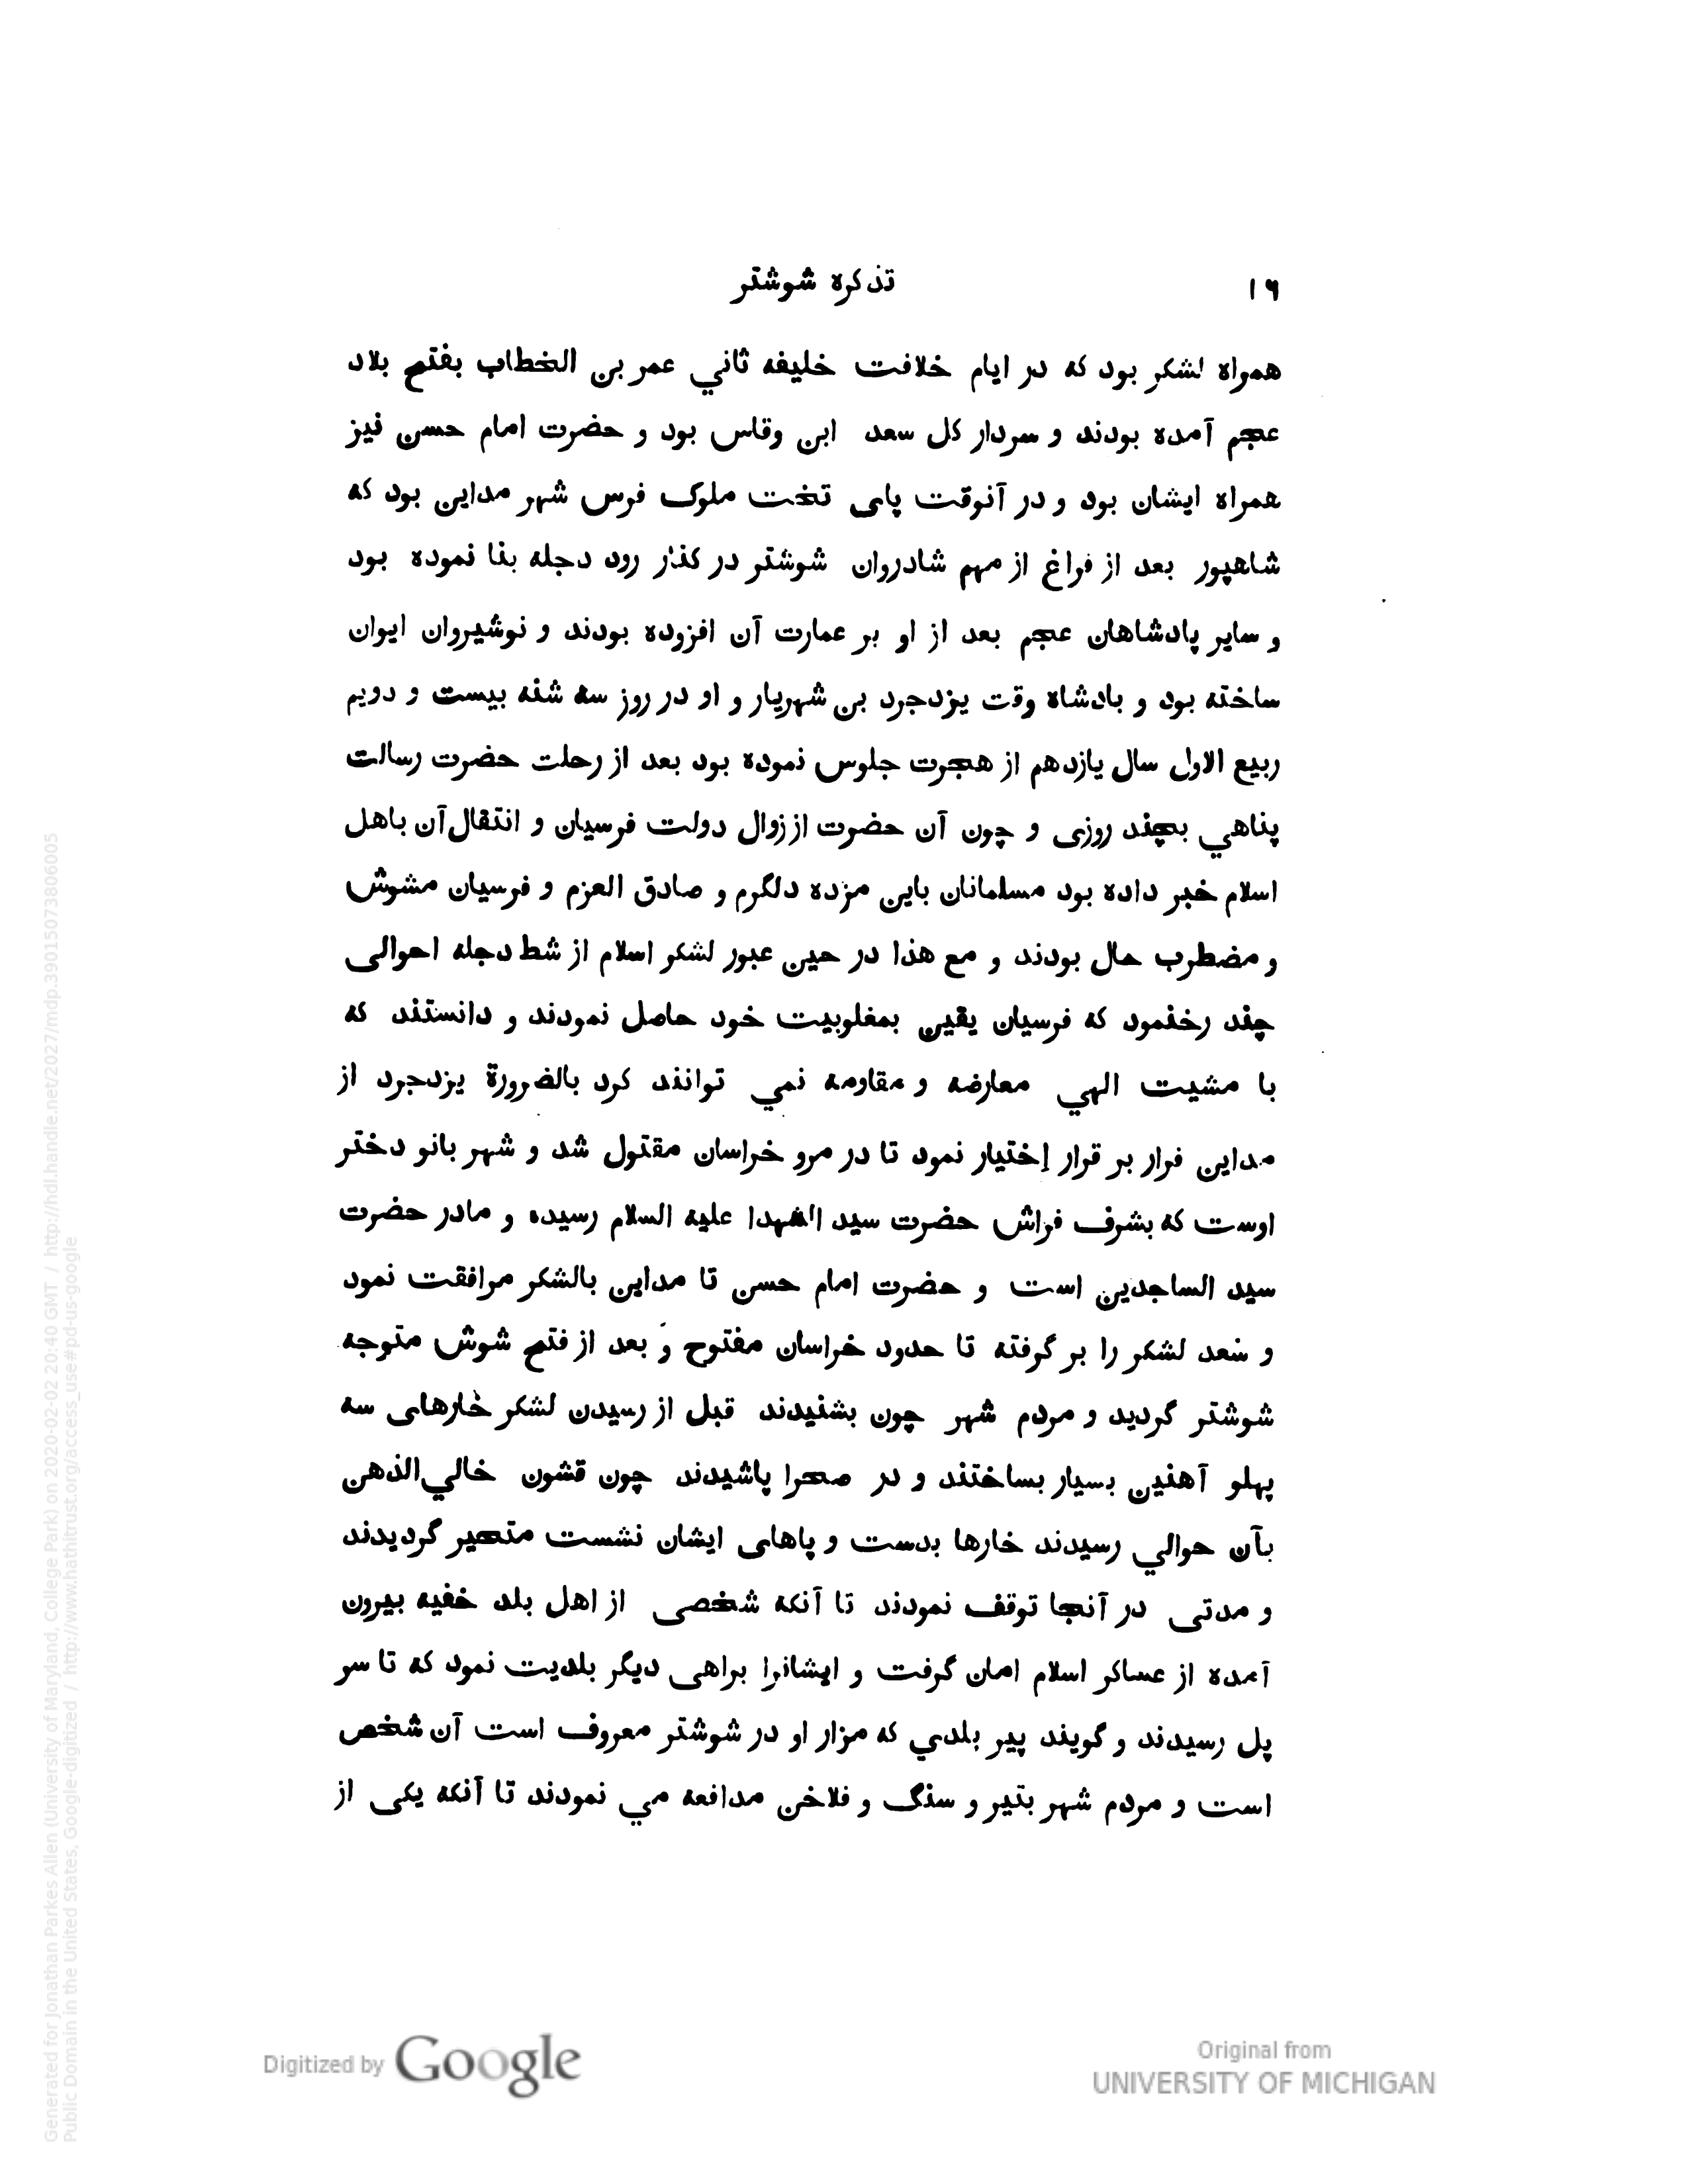 ۱۶ تذکره شوشتر
همراه لشکر بود که در ایام خلافت خلیفه ثاني عمر بن الخطاب بفتح بلاد
عجم آمده بودند و سردار کل سعد ابن وقاس بود و حضرت امام حسن نیز
همراه ایشان بود و در آنوقت پای تخت ملوک فرس شهر مداین بود که
شاهپور بعد از فراغ از مهم شادروان شوشتر در کنار رود دجله بنا نموده بود
و سایر پادشاهان عجم بعد از او بر عمارت آن افزوده بودند و نوشیروان ایوان
ساخته بود و بادشاه وقت یزدجرد بن شهریار و او در روز سه شنه بیست و دویم
ربیع الاول سال یازدهم از هجرت جلوس نموده بود بعد از رحلت حضرت رسالت
پناهي بچند روزی و چون آن حضرت از زوال دولت فرسیان و انتقال آن باهل
اسلام خبر داده بود مسلمانان باین مزده دلگرم و صادق العزم و فرسیان مشوش
و مضطرب حال بودند و مع هذا در حین عبور لشکر اسلام از شط دجله احوالی
چند رخنمود که فرسیان یقین بمغلوبیت خود حاصل نمودند و دانستند که
با مشیت الهي معارضه و مقاومه نمي توانند کرد بالضرورة یزدجرد از
مداین فرار بر قرار إختیار نمود تا در مرو خراسان مقتول شد و شهر بانو دختر
اوست که بشرف فراش حضرت سید الشهدا علیه السلام رسیده و مادر حضرت
سید الساجدین است و حضرت امام حسن تا مداین بالشکر مرافقت نمود
و سعد لشکر را بر گرفته تا حدود خراسان مفتوح و بعد از فتح شوش متوجه
شوشتر گردید و مردم شهر چون بشنیدند قبل از رسیدن لشکر خارهای سه
پهلو آهنین بسیار بساختند و در صحرا پاشیدند چون قشون خالي الذهن
بآن حوالي رسیدند خارها بدست و پاهای ایشان نشست متحیر گردیدند
و مدتی در آنجا توقف نمودند تا آنکه شخصی از اهل بلد خفیه بیرون
آمده از عساکر اسلام امان گرفت و ایشانرا براهی دیگر بلدیت نمود که تا سر
پل رسیدند و گویند پیر بلدي که مزار او در شوشتر معروف است آن شخص
است و مردم شهر بتیر و سنگ و فلاخن مدافعه مي نمودند تا آنکه یکی از
Generated for Jonathan Parkes Allen (University of Maryland, College Park) on 2020-02-02 20:40 GMT / http://hdl.handle.net/2027/mdp.39015073806005
Public Domain in the United States, Google-digitized / http://www.hathitrust.org/access_use#pd-us-google
Digitized by Google
Original from
UNIVERSITY OF MICHIGAN